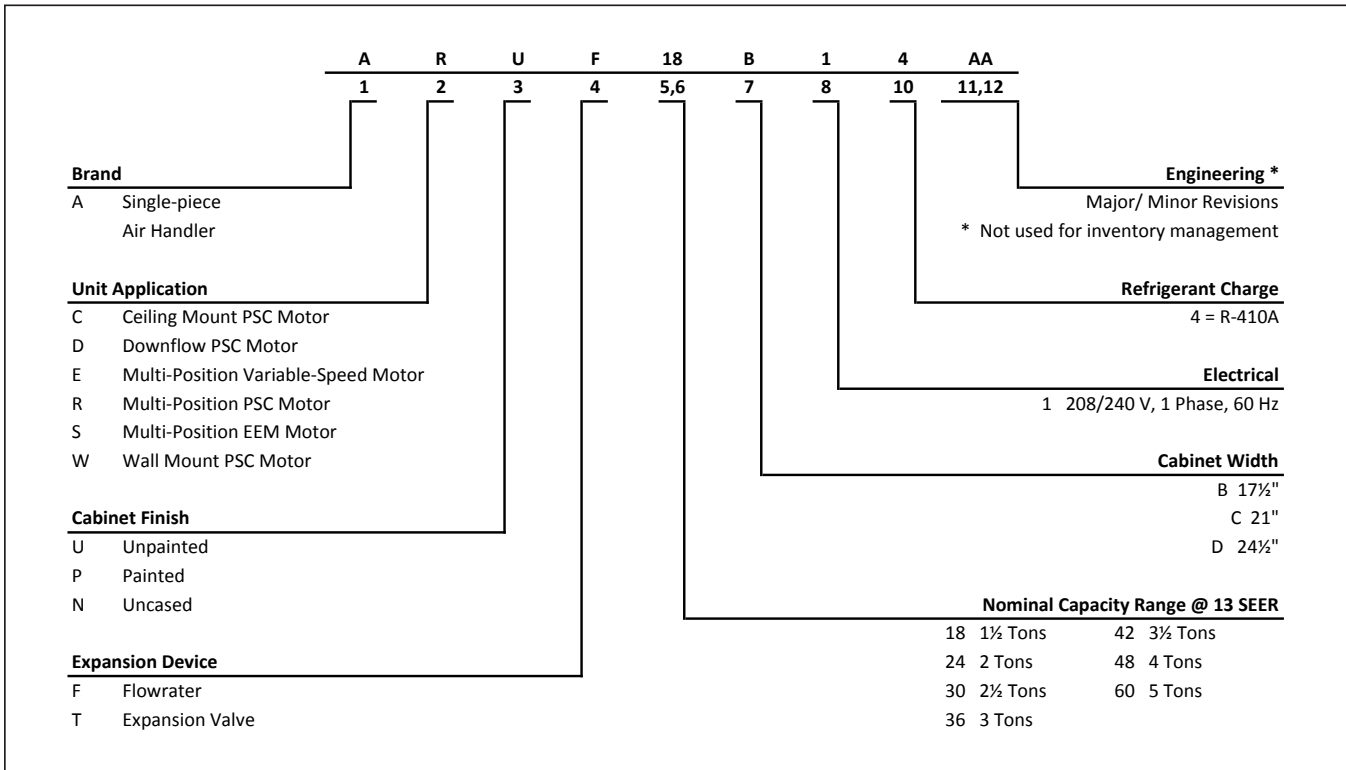 A R U F 18 B 1 4 AA
1 2 3 4 5,6 7 8 10 11,12
Brand
A Single-piece
Air Handler
Unit Application
C Ceiling Mount PSC Motor
D Downflow PSC Motor
E Multi-Position Variable-Speed Motor
R Multi-Position PSC Motor
S Multi-Position EEM Motor
W Wall Mount PSC Motor
Cabinet Finish
U Unpainted
P Painted
N Uncased
Expansion Device
F Flowrater
T Expansion Valve
Engineering *
Major/ Minor Revisions
* Not used for inventory management
Refrigerant Charge
4 = R-410A
Electrical
1 208/240 V, 1 Phase, 60 Hz
Cabinet Width
B 17½"
C 21"
D 24½"
Nominal Capacity Range @ 13 SEER
18 1½ Tons 42 3½ Tons
24 2 Tons 48 4 Tons
30 2½ Tons 60 5 Tons
36 3 Tons